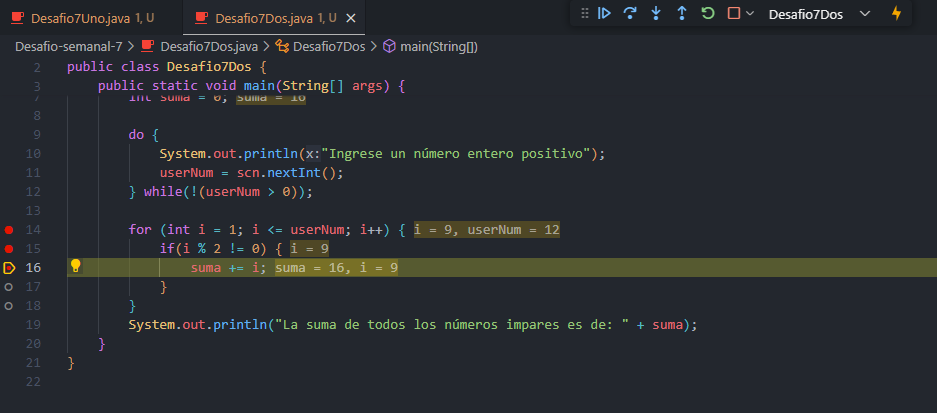 Desafio7Uno.java 1, U
Desafio7Dos.java 1, U
Desafio7Dos
Desafio-semanal-7 > Desafio7Dos.java > Desafio7Dos > main(String[])
2 public class Desafio7Dos {
3 public static void main(String[] args) {
7 int suma = 0; suma = 16
8
9 do {
10 System.out.println(x:"Ingrese un número entero positivo");
11 userNum = scn.nextInt();
12 } while(!(userNum > 0));
13
14 for (int i = 1; i <= userNum; i++) { i = 9, userNum = 12
15 if(i % 2 != 0) { i = 9
16 suma += i; suma = 16, i = 9
17 }
18 }
19 System.out.println("La suma de todos los números impares es de: " + suma);
20 }
21 }
22